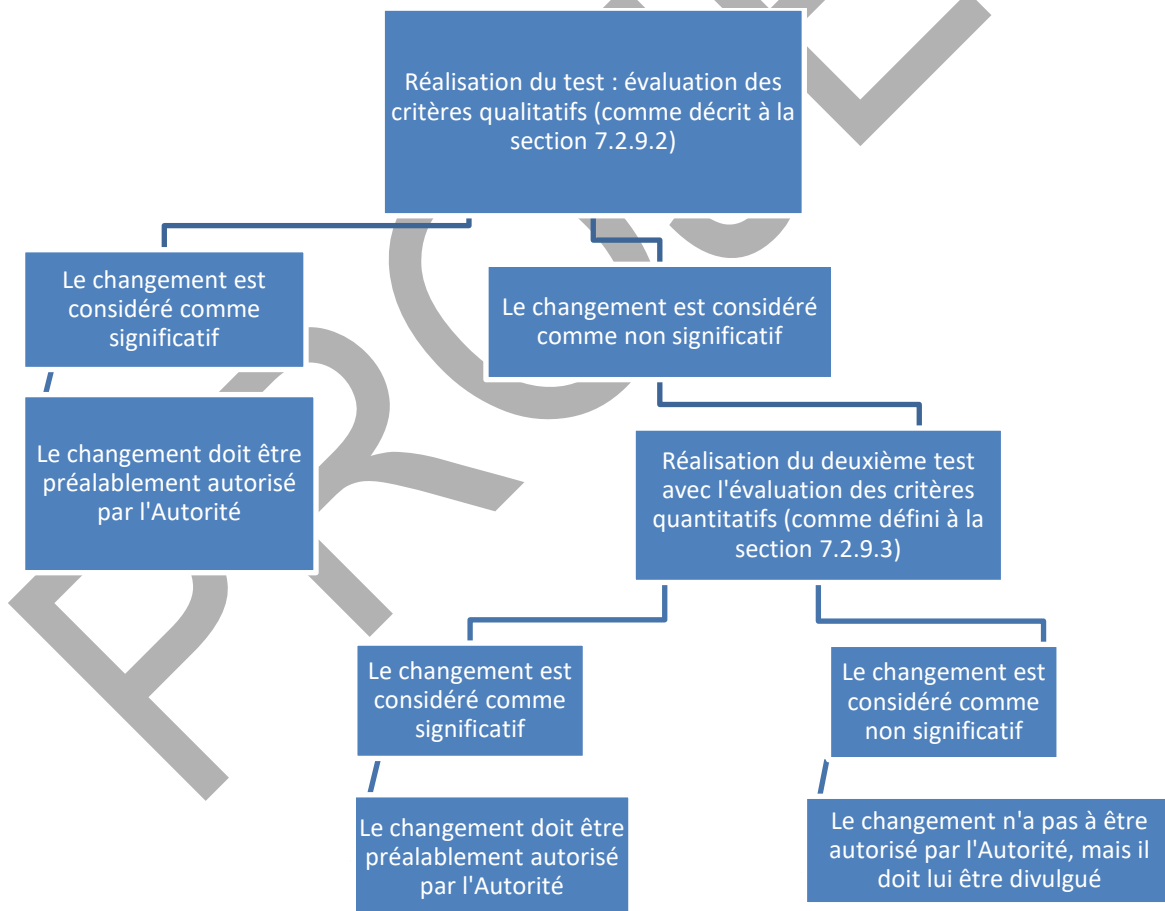 Réalisation du test : évaluation des
critères qualitatifs (comme décrit à la
section 7.2.9.2)
Le changement est
considéré comme
significatif
Le changement est considéré
comme non significatif
Le changement doit être
préalablement autorisé
par l'Autorité
Réalisation du deuxième test
avec l'évaluation des critères
quantitatifs (comme défini à la
section 7.2.9.3)
Le changement est
considéré comme
significatif
Le changement est
considéré comme
non significatif
Le changement doit être
préalablement autorisé
par l'Autorité
Le changement n'a pas à être
autorisé par l'Autorité, mais il
doit lui être divulgué